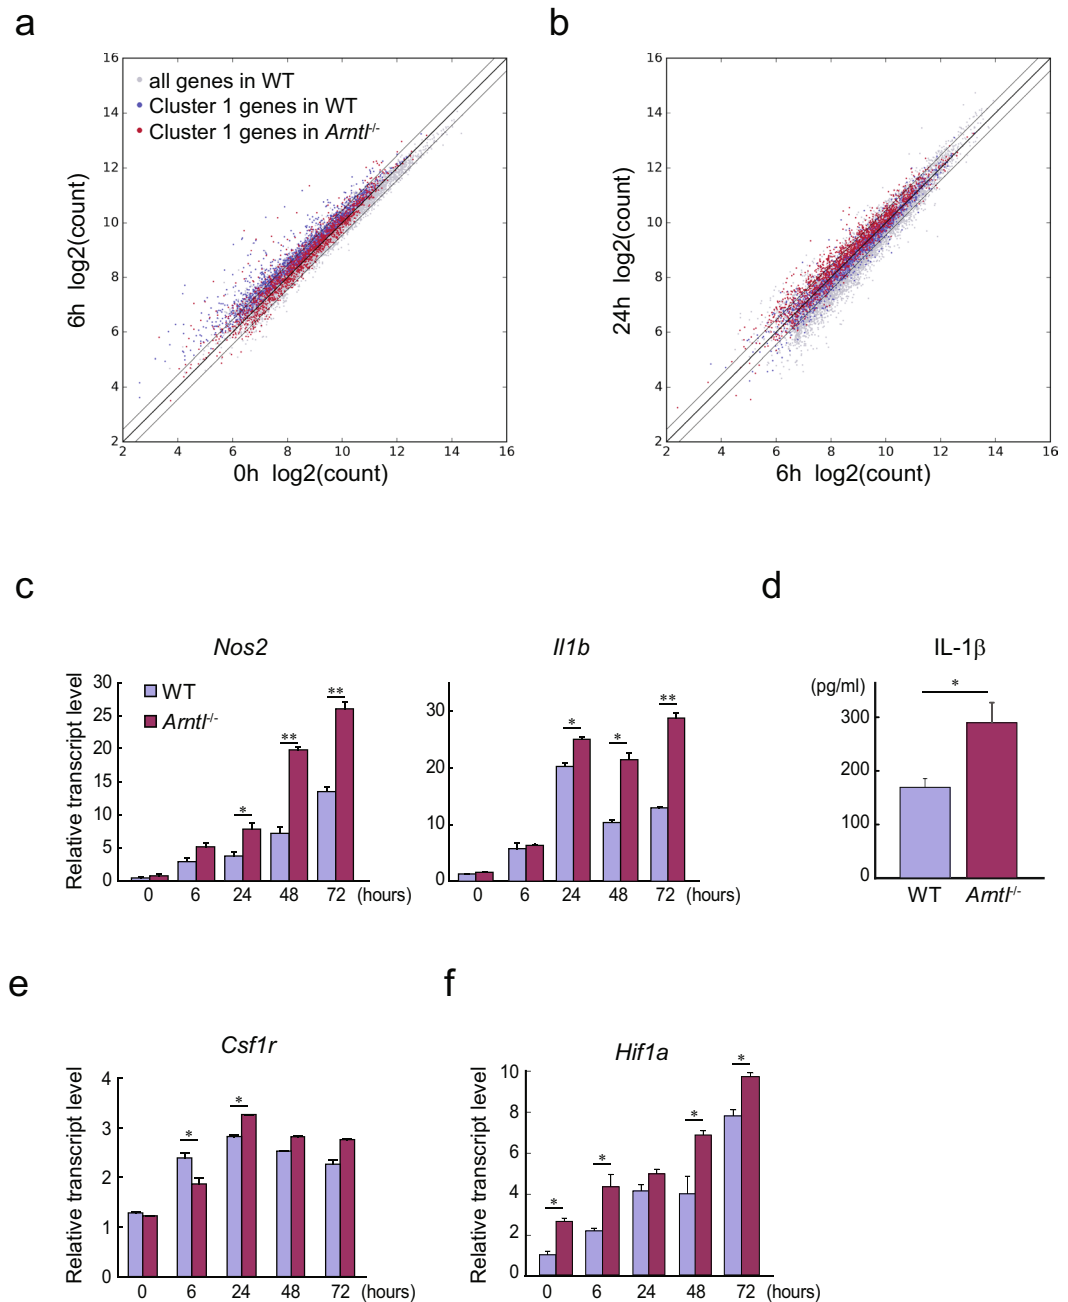 a
16
14
12
10
8
6
4
2
2 4 6 8 10 12 14 16
6h log2(count)
0h log2(count)
all genes in WT
Cluster 1 genes in WT
Cluster 1 genes in Arntl-/-
b
16
14
12
10
8
6
4
2
2 4 6 8 10 12 14 16
24h log2(count)
6h log2(count)
c
Nos2
Relative transcript level
30
25
20
15
10
5
0
WT
Arntl-/-
*
**
**
0 6 24 48 72 (hours)
Il1b
30
20
10
0
*
*
**
0 6 24 48 72 (hours)
d
IL-1β
(pg/ml)
300
200
100
0
*
WT Arntl-/-
e
Csf1r
Relative transcript level
4
3
2
1
0
*
*
0 6 24 48 72 (hours)
f
Hif1a
Relative transcript level
10
8
6
4
2
0
*
*
*
*
0 6 24 48 72 (hours)